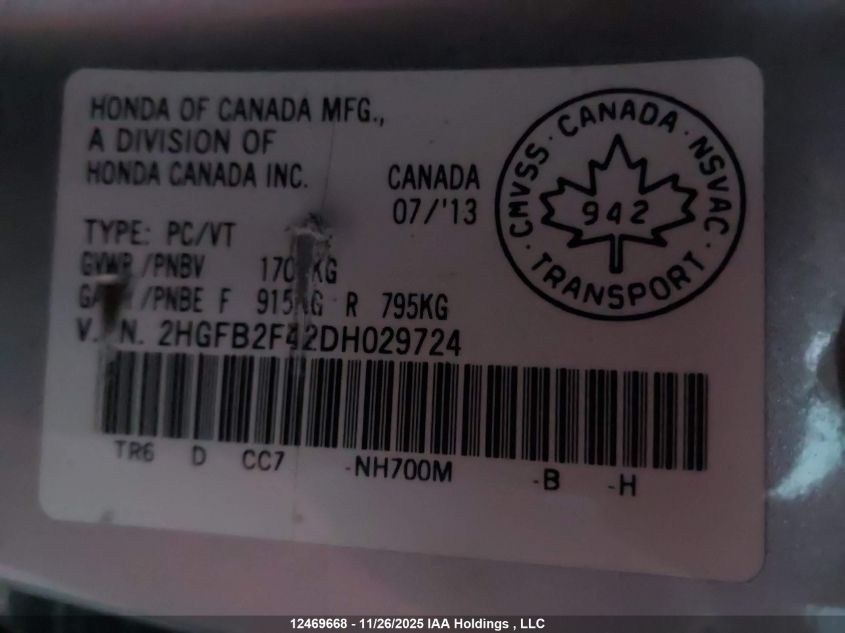 HONDA OF CANADA MFG.,
A DIVISION OF
HONDA CANADA INC.
CANADA
07/'13
CMVSS · CANADA · NSVAC · TRANSPORT ·
942
TYPE: PC/VT
/PNBV
/PNBE F R 795KG
2HGFB2F42DH029724
TR6 D CC7 -NH700M -B -H
12469668 - 11/26/2025 IAA Holdings , LLC